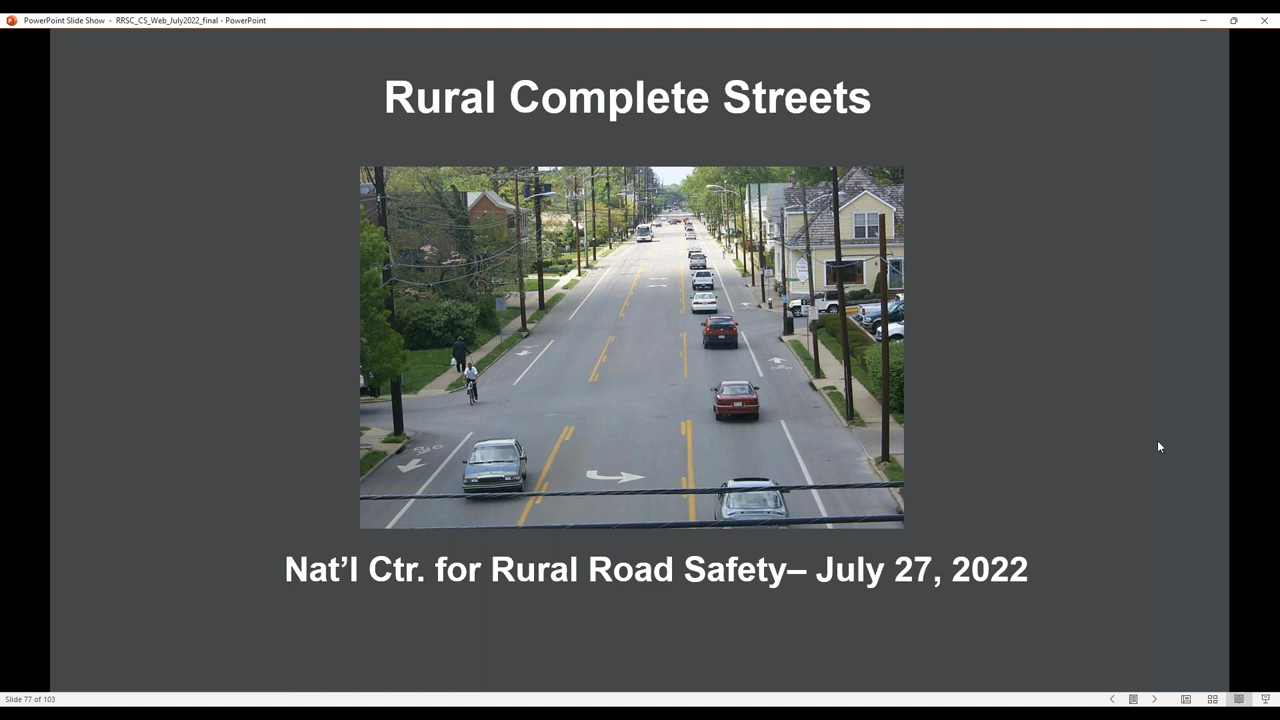 PowerPoint Slide Show - RRSC_CS_Web_July2022_final - PowerPoint
Rural Complete Streets
Nat’l Ctr. for Rural Road Safety– July 27, 2022
Slide 77 of 103